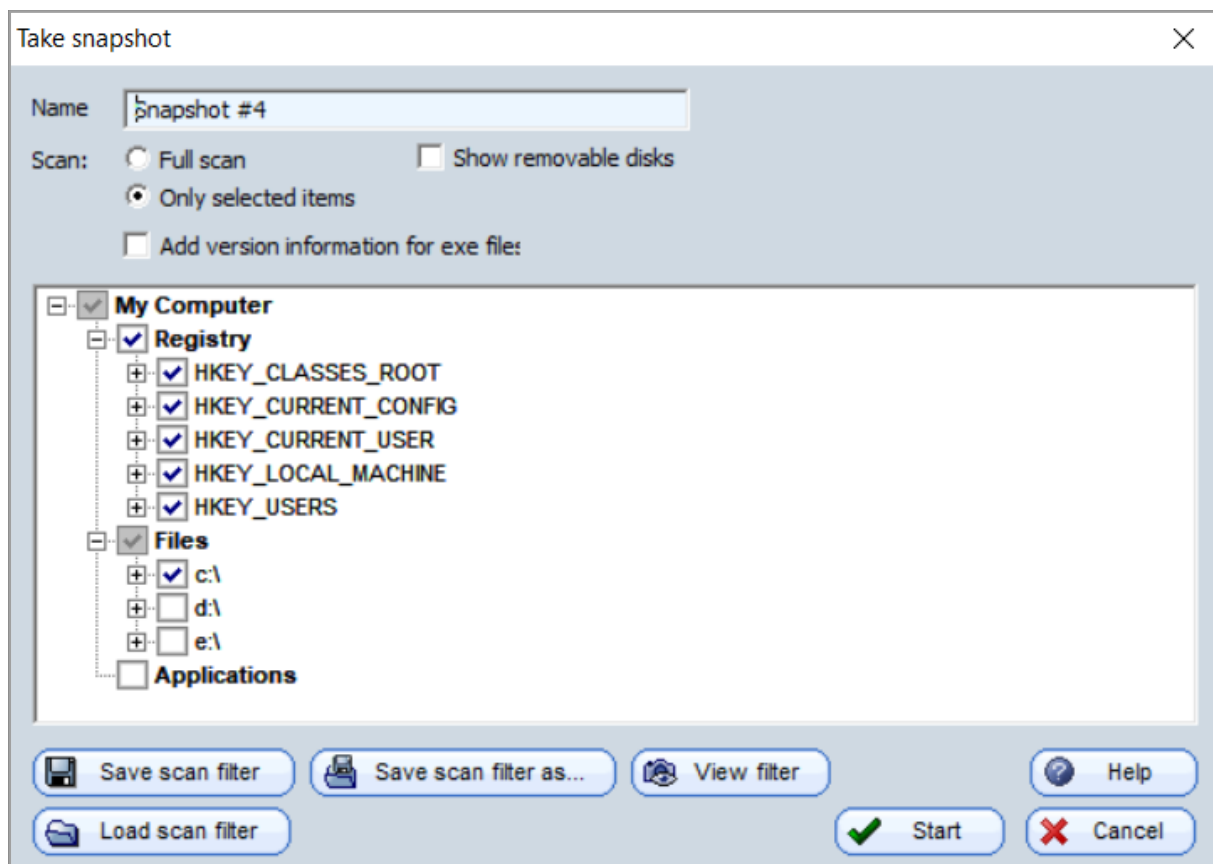 Take snapshot
Name Snapshot #4
Scan: Full scan Show removable disks
Only selected items
Add version information for exe files
My Computer
Registry
HKEY_CLASSES_ROOT
HKEY_CURRENT_CONFIG
HKEY_CURRENT_USER
HKEY_LOCAL_MACHINE
HKEY_USERS
Files
c:\
d:\
e:\
Applications
Save scan filter Save scan filter as... View filter Help
Load scan filter Start Cancel